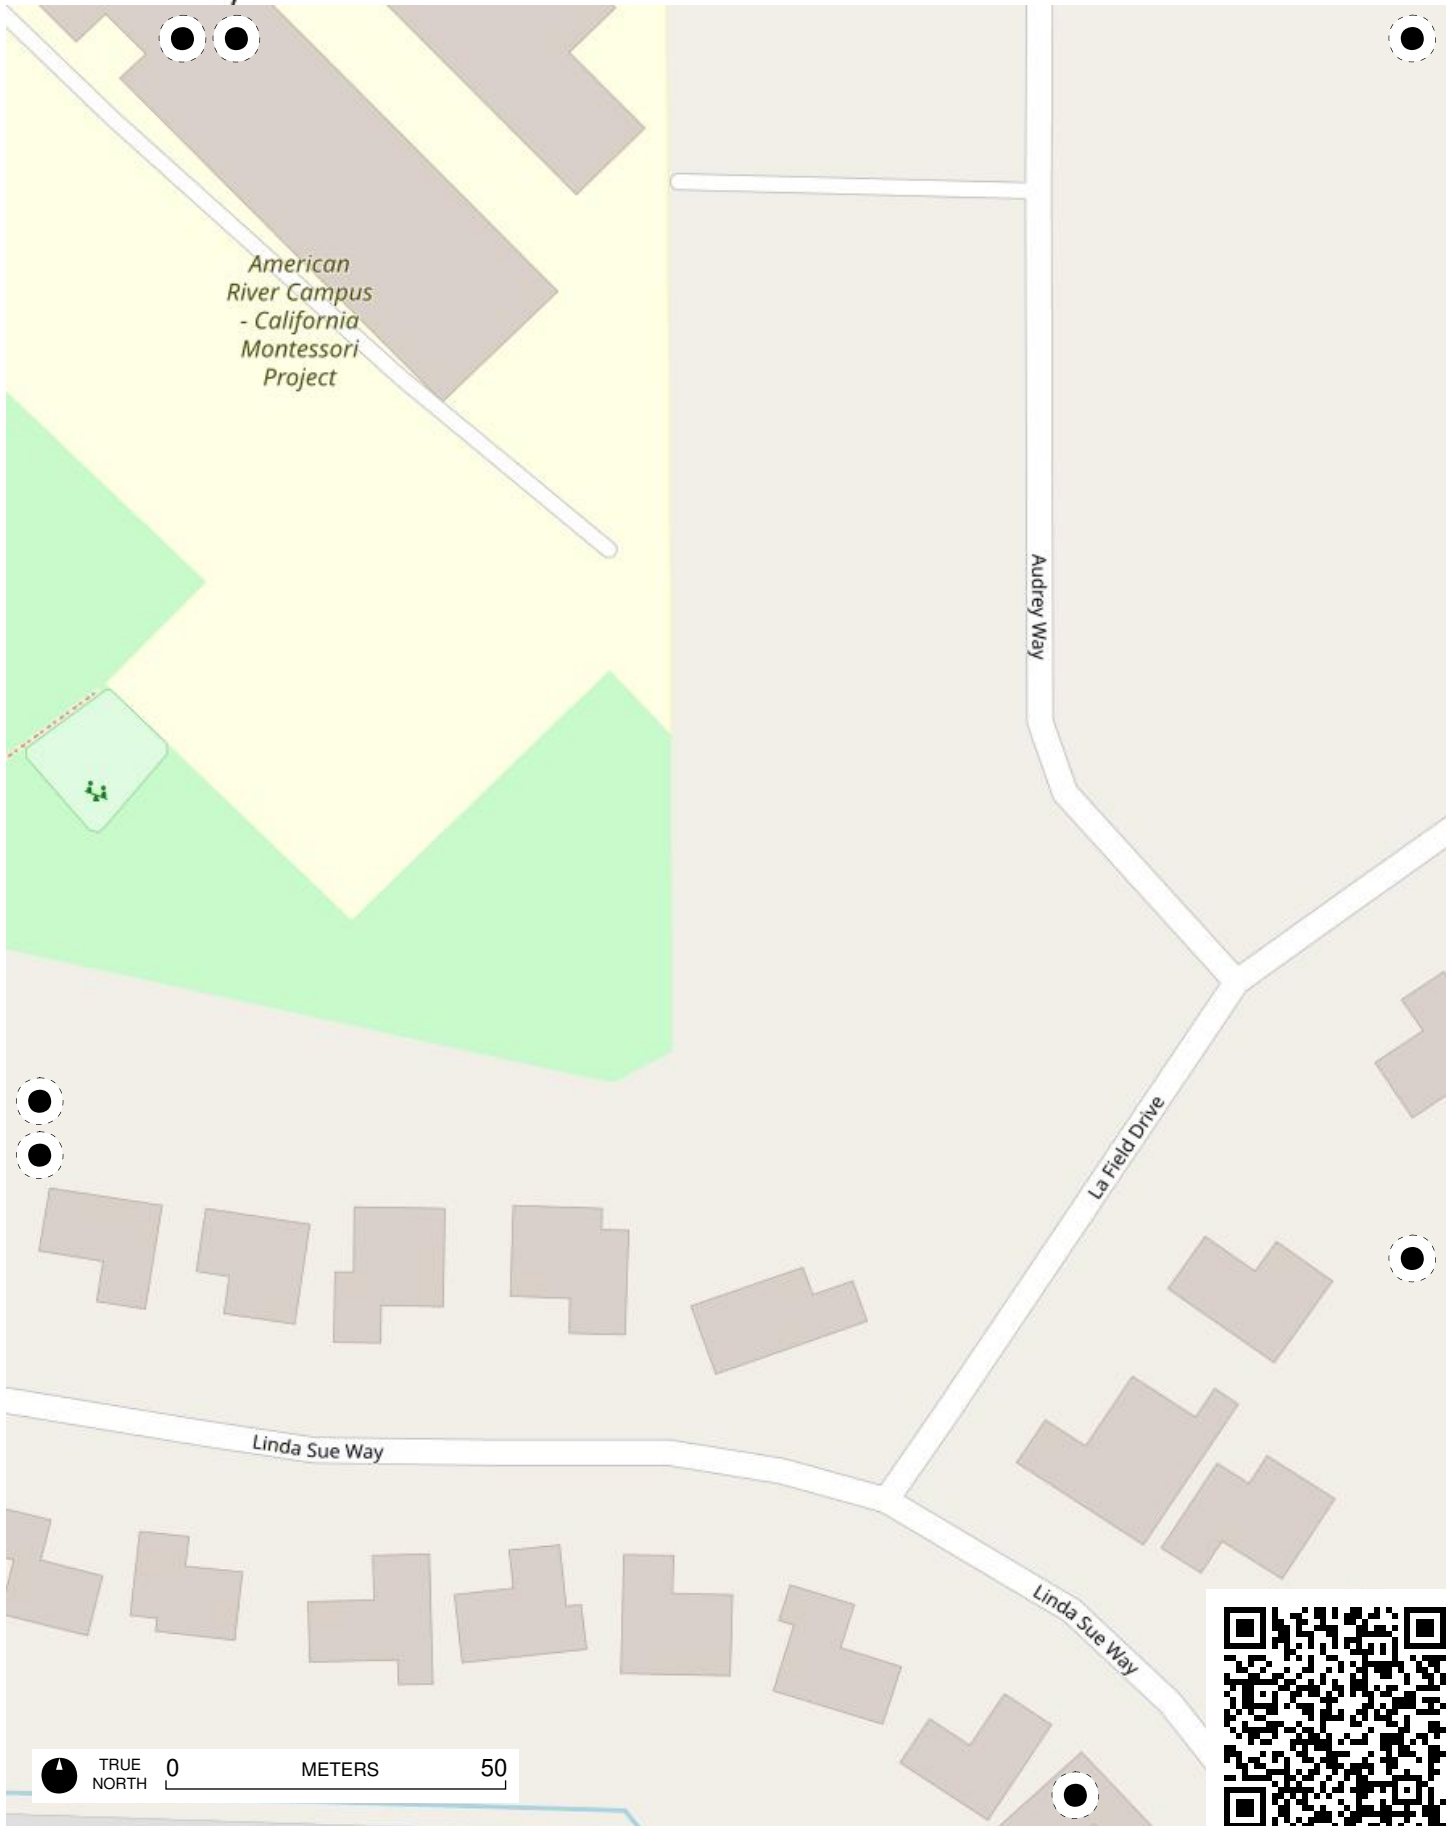 American
River Campus
- California
Montessori
Project
Audrey Way
La Field Drive
Linda Sue Way
Linda Sue Way
TRUE
NORTH
0 METERS 50